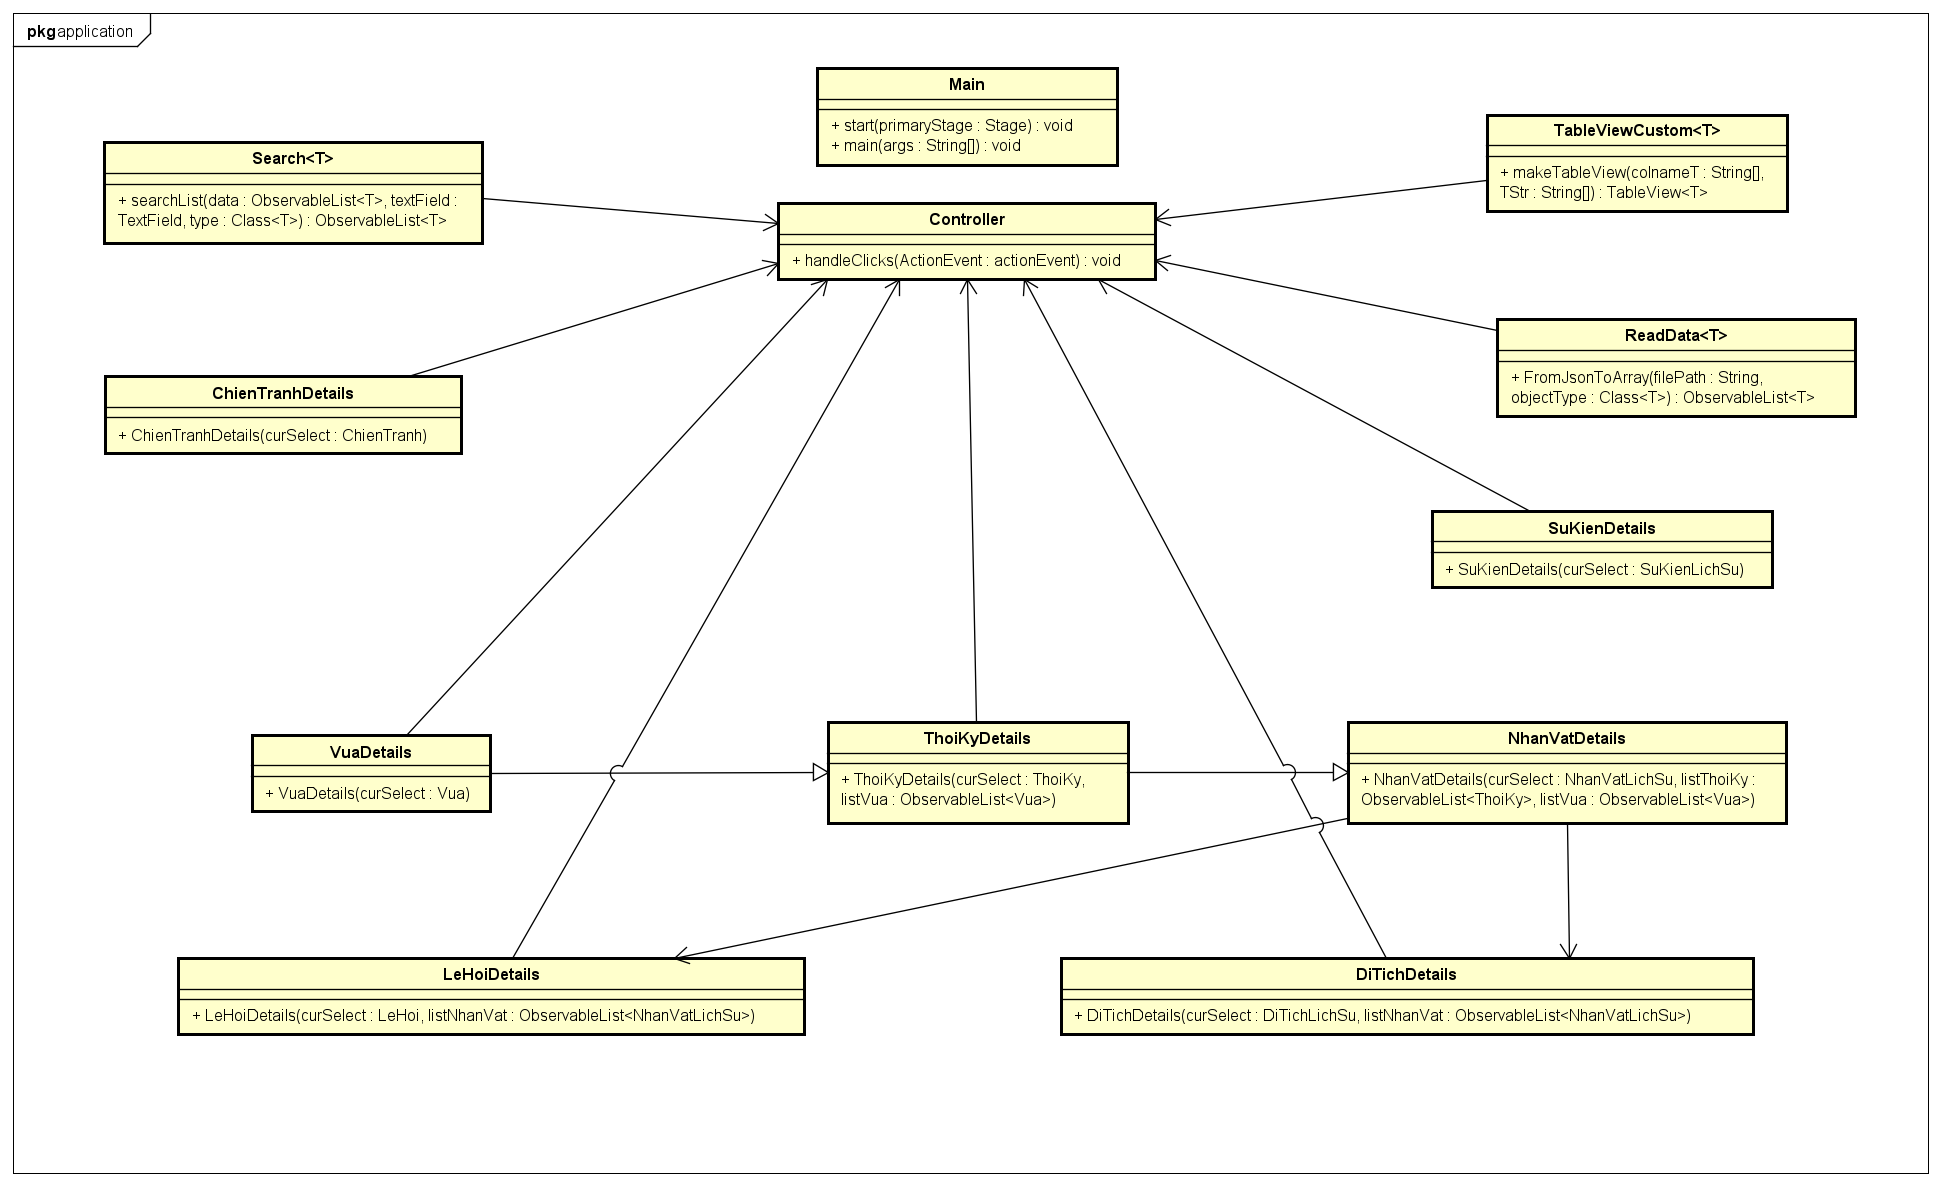 pkg application
Main
+ start(primaryStage : Stage) : void
+ main(args : String[]) : void
TableViewCustom<T>
+ makeTableView(colnameT : String[],
TStr : String[]) : TableView<T>
Search<T>
+ searchList(data : ObservableList<T>, textField :
TextField, type : Class<T>) : ObservableList<T>
Controller
+ handleClicks(ActionEvent : actionEvent) : void
ReadData<T>
+ FromJsonToArray(filePath : String,
objectType : Class<T>) : ObservableList<T>
ChienTranhDetails
+ ChienTranhDetails(curSelect : ChienTranh)
SuKienDetails
+ SuKienDetails(curSelect : SuKienLichSu)
VuaDetails
+ VuaDetails(curSelect : Vua)
ThoiKyDetails
+ ThoiKyDetails(curSelect : ThoiKy,
listVua : ObservableList<Vua>)
NhanVatDetails
+ NhanVatDetails(curSelect : NhanVatLichSu, listThoiKy :
ObservableList<ThoiKy>, listVua : ObservableList<Vua>)
LeHoiDetails
+ LeHoiDetails(curSelect : LeHoi, listNhanVat : ObservableList<NhanVatLichSu>)
DiTichDetails
+ DiTichDetails(curSelect : DiTichLichSu, listNhanVat : ObservableList<NhanVatLichSu>)